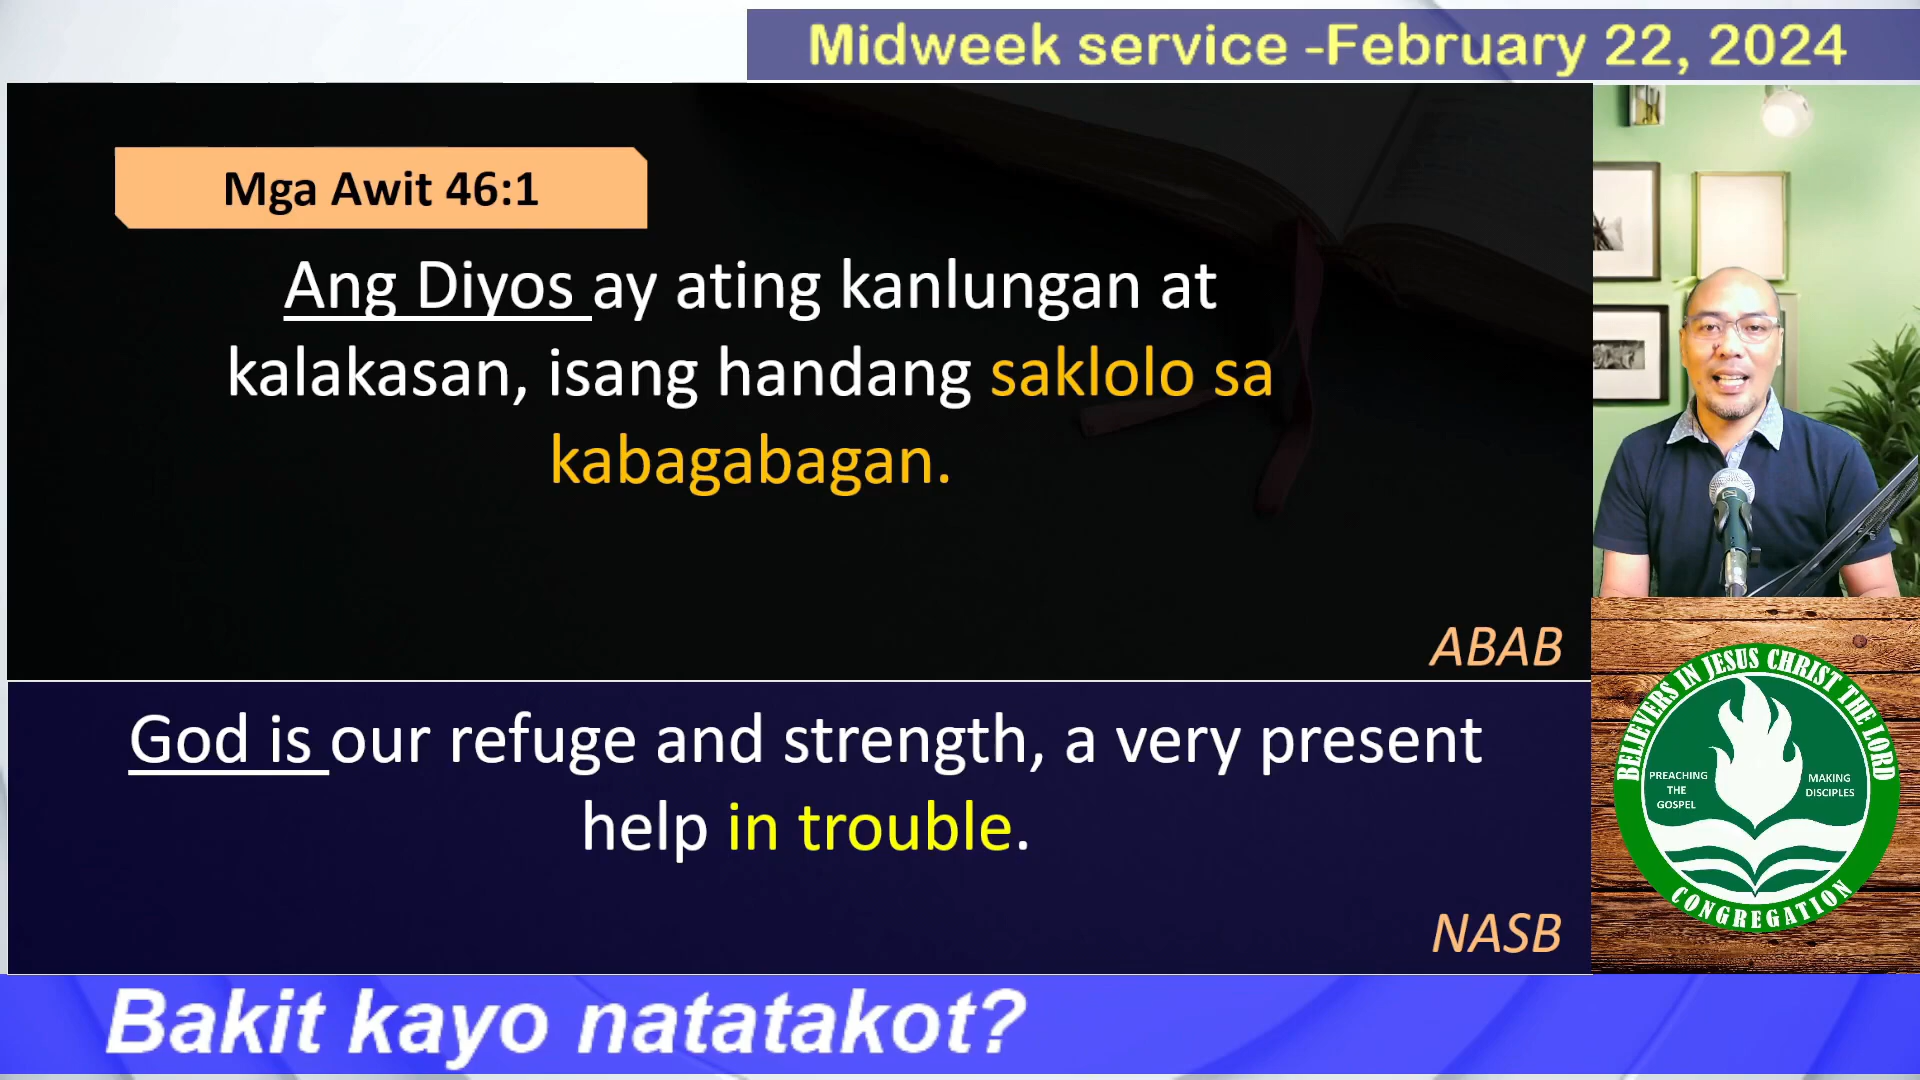 Midweek service -February 22, 2024
Mga Awit 46:1
Ang Diyos ay ating kanlungan at
kalakasan, isang handang saklolo sa
kabagabagan.
ABAB
God is our refuge and strength, a very present
help in trouble.
NASB
BELIEVERS IN JESUS CHRIST THE LORD
PREACHING
THE
GOSPEL
MAKING
DISCIPLES
CONGREGATION
Bakit kayo natatakot?